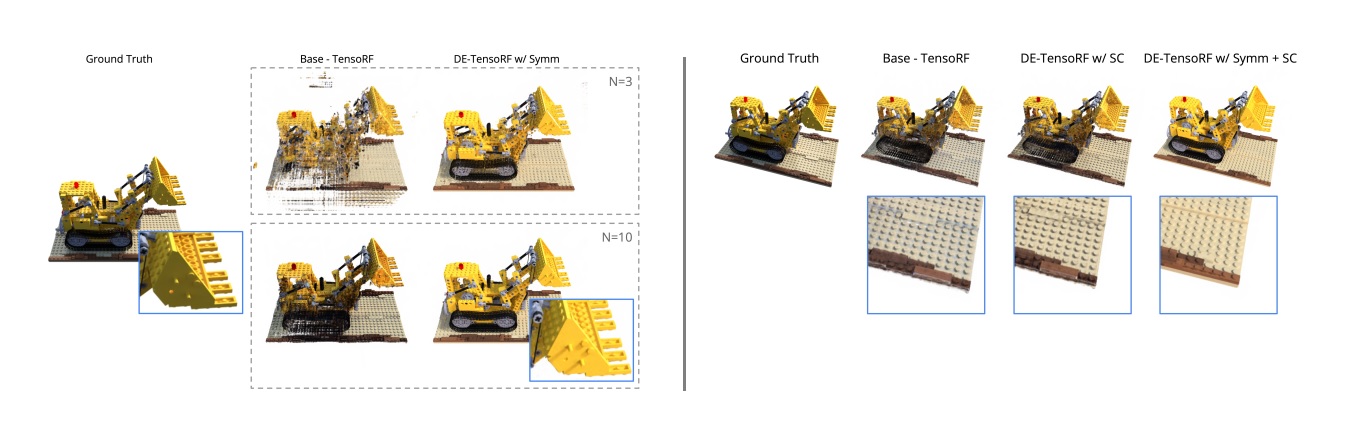 Ground Truth
Base - TensoRF
DE-TensoRF w/ Symm
N=3
N=10
Ground Truth
Base - TensoRF
DE-TensoRF w/ SC
DE-TensoRF w/ Symm + SC